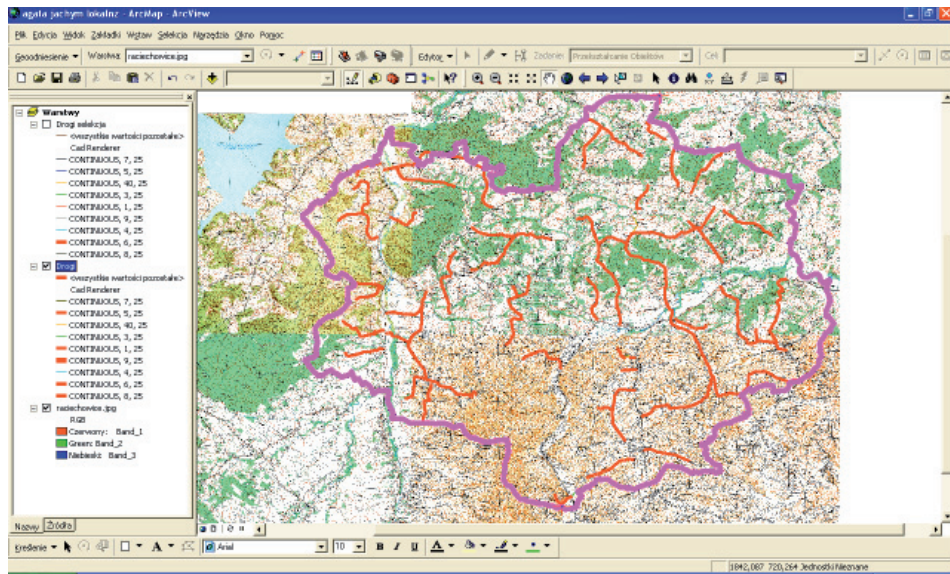 agata jachym lokalnz - ArcMap - ArcView
Plik Edycja Widok Zakładki Wstaw Selekcja Narzędzia Okno Pomoc
Geoodniesienie Warstwa: raciechowice.jpg Edytor Zadanie: Przekształcanie Obiektów Cel:
Warstwy
Drogi selekcja
<wszystkie wartości pozostałe>
Cad Renderer
CONTINUOUS, 7, 25
CONTINUOUS, 5, 25
CONTINUOUS, 40, 25
CONTINUOUS, 3, 25
CONTINUOUS, 1, 25
CONTINUOUS, 9, 25
CONTINUOUS, 4, 25
CONTINUOUS, 6, 25
CONTINUOUS, 8, 25
Drogi
<wszystkie wartości pozostałe>
Cad Renderer
CONTINUOUS, 7, 25
CONTINUOUS, 5, 25
CONTINUOUS, 40, 25
CONTINUOUS, 3, 25
CONTINUOUS, 1, 25
CONTINUOUS, 9, 25
CONTINUOUS, 4, 25
CONTINUOUS, 6, 25
CONTINUOUS, 8, 25
raciechowice.jpg
RGB
Czerwony: Band_1
Green: Band_2
Niebieski: Band_3
Nazwy Źródła
Kreślenie A Arial 10 B I U A
1842,087 720,264 Jednostki Nieznane